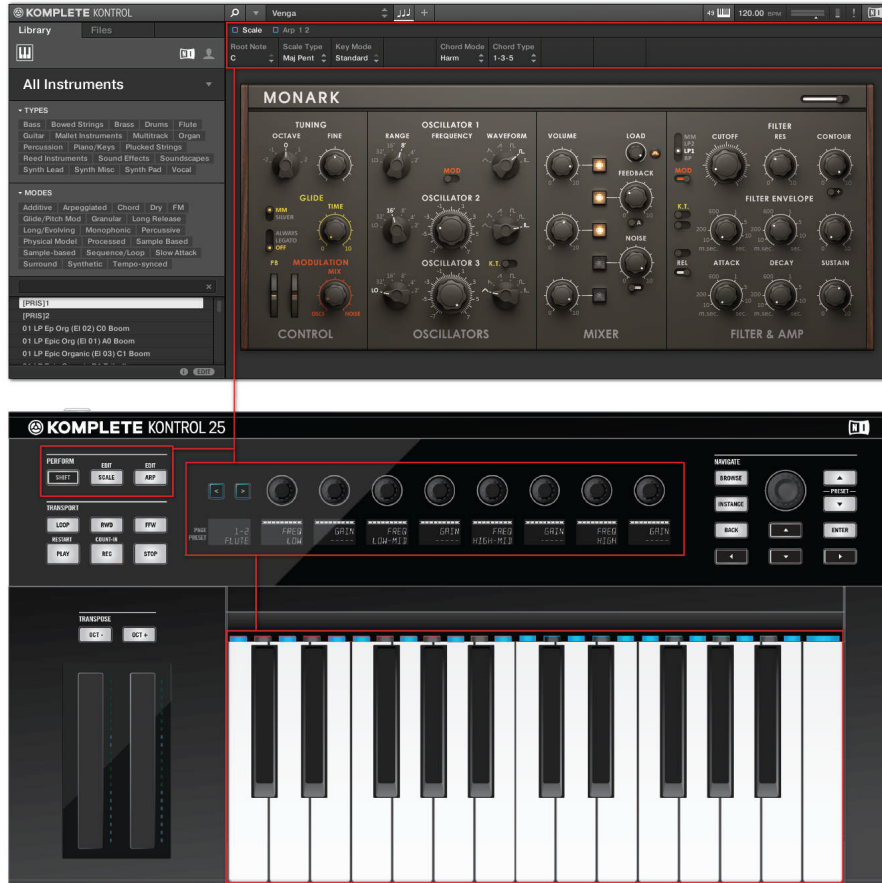 KOMPLETE KONTROL
Venga
49
120.00 BPM
Library Files
Scale Arp 1 2
Root Note Scale Type Key Mode Chord Mode Chord Type
C Maj Pent Standard Harm 1-3-5
All Instruments
TYPES
Bass Bowed Strings Brass Drums Flute
Guitar Mallet Instruments Multitrack Organ
Percussion Piano/Keys Plucked Strings
Reed Instruments Sound Effects Soundscapes
Synth Lead Synth Misc Synth Pad Vocal
MODES
Additive Arpeggiated Chord Dry FM
Glide/Pitch Mod Granular Long Release
Long/Evolving Monophonic Percussive
Physical Model Processed Sample Based
Sample-based Sequence/Loop Slow Attack
Surround Synthetic Tempo-synced
[PRIS]1
[PRIS]2
01 LP Ep Org (El 02) C0 Boom
01 LP Epic Org (El 01) A0 Boom
01 LP Epic Organic (El 03) C1 Boom
EDIT
MONARK
TUNING
OCTAVE FINE
GLIDE
TIME
MM
SILVER
ALWAYS
LEGATO
OFF
PB
MODULATION
MIX
OSC3 NOISE
CONTROL
OSCILLATOR 1
RANGE FREQUENCY WAVEFORM
MOD
OSCILLATOR 2
OSCILLATOR 3
K.T.
OSCILLATORS
VOLUME LOAD
FEEDBACK
A
NOISE
MIXER
FILTER
MM
LP2
LP1
BP
CUTOFF RES CONTOUR
MOD
K.T.
FILTER ENVELOPE
REL
ATTACK DECAY SUSTAIN
FILTER & AMP
KOMPLETE KONTROL 25
NI
PERFORM
EDIT EDIT
SHIFT SCALE ARP
TRANSPORT
LOOP RWD FFW
RESTART COUNT-IN
PLAY REC STOP
< >
PAGE 1-2 FREQ GAIN FREQ GAIN FREQ GAIN FREQ GAIN
PRESET FLUTE LOW ----- LOW-MID ----- HIGH-MID ----- HIGH -----
NAVIGATE
BROWSE
PRESET
INSTANCE
BACK ENTER
TRANSPOSE
OCT - OCT +